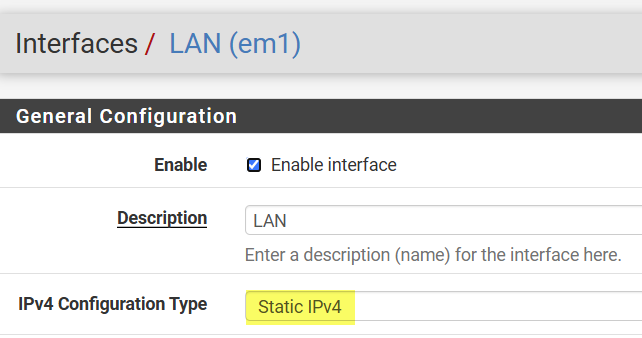 Interfaces / LAN (em1)
General Configuration
Enable Enable interface
Description LAN
Enter a description (name) for the interface here.
IPv4 Configuration Type Static IPv4